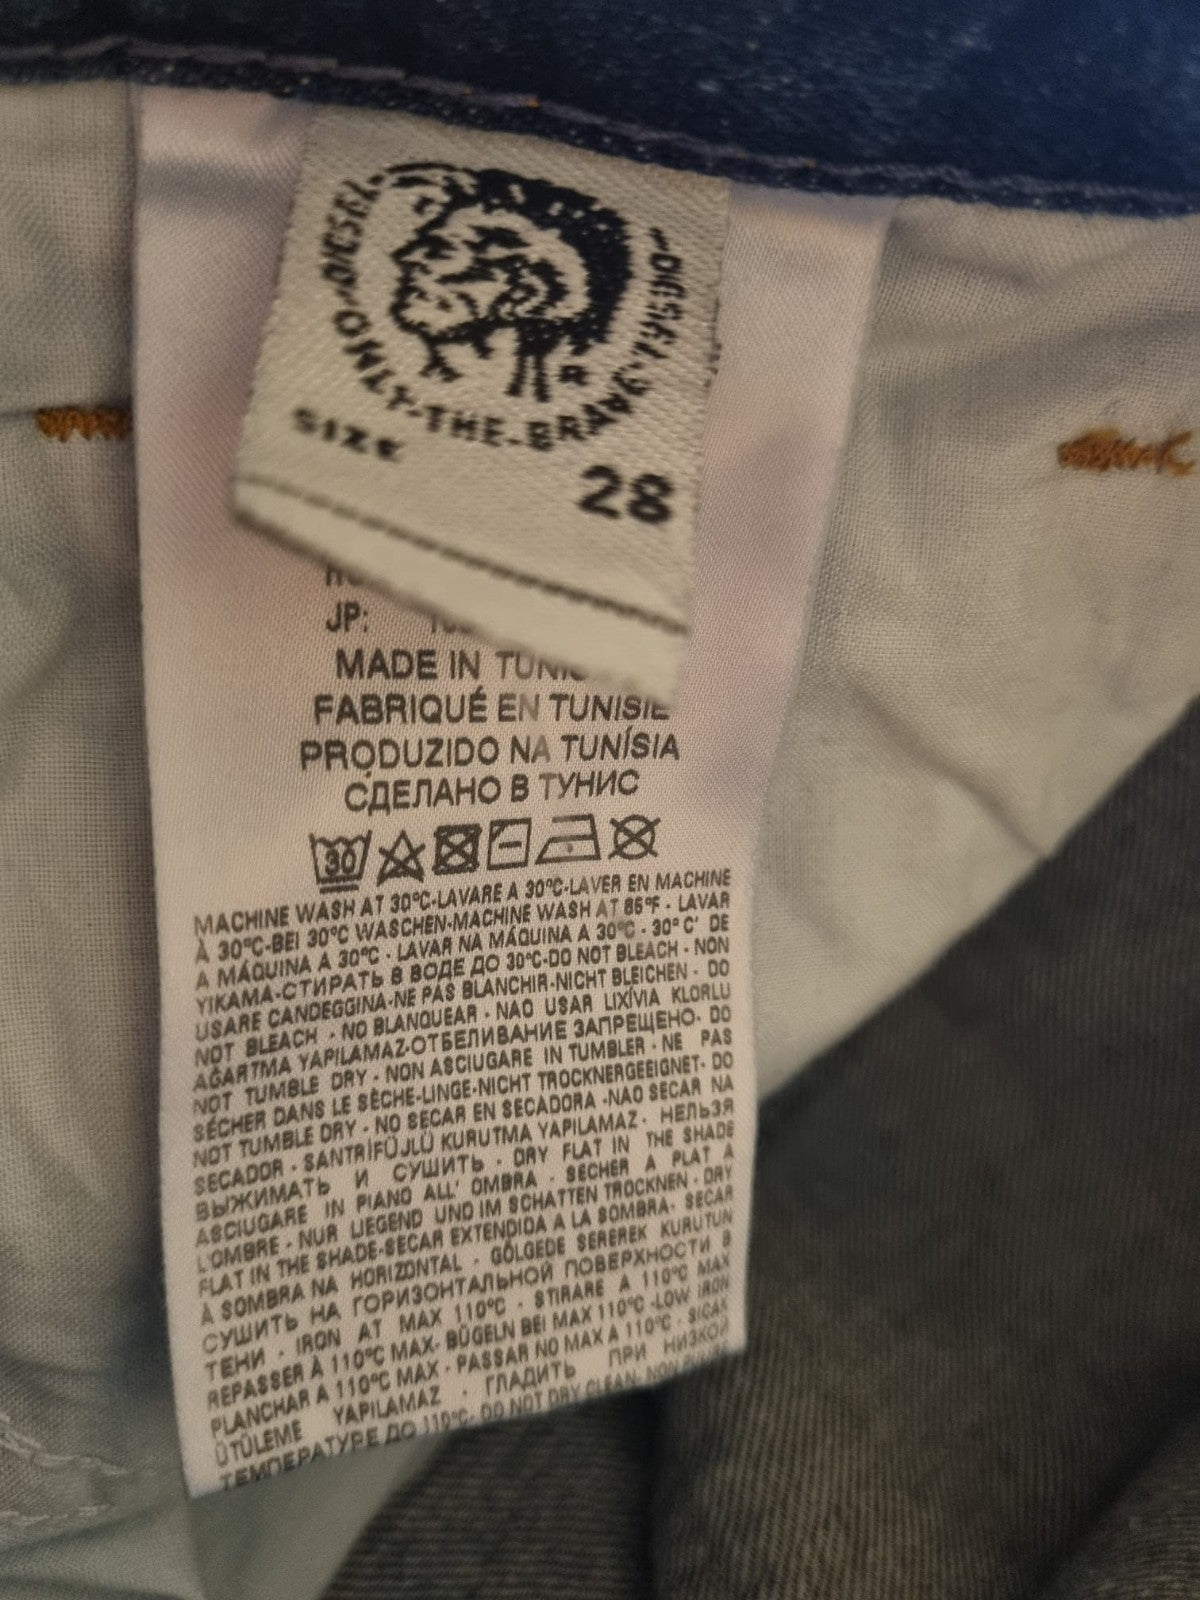 DIESEL·ONLY-THE-BRAVE·DIESEL·INDUSTRY
R
SIZE
28
JP:
MADE IN
FABRIQUÉ EN TUNISIE
PRODUZIDO NA TUNÍSIA
СДЕЛАНО В ТУНИС
30
MACHINE WASH AT 30°C-LAVARE A 30°C-LAVER EN MACHINE
À 30°C-BEI 30°C WASCHEN-MACHINE WASH AT 85°F - LAVAR
A MÁQUINA A 30°C - LAVAR NA MÁQUINA A 30°C - 30°C' DE
YIKAMA-СТИРАТЬ В ВОДЕ ДО 30°C-DO NOT BLEACH - NON
USARE CANDEGGINA-NE PAS BLANCHIR-NICHT BLEICHEN - DO
NOT BLEACH - NO BLANQUEAR - NAO USAR LIXÍVIA KLORLU
AĞARTMA YAPILAMAZ-ОТБЕЛИВАНИЕ ЗАПРЕЩЕНО- DO
NOT TUMBLE DRY - NON ASCIUGARE IN TUMBLER - NE PAS
SÉCHER DANS LE SÈCHE-LINGE-NICHT TROCKNERGEEIGNET- DO
NOT TUMBLE DRY - NO SECAR EN SECADORA -NAO SECAR NA
SECADOR - SANTRİFÜJLÜ KURUTMA YAPILAMAZ - НЕЛЬЗЯ
ВЫЖИМАТЬ И СУШИТЬ - DRY FLAT IN THE SHADE
ASCIUGARE IN PIANO ALL' OMBRA - SÉCHER A PLAT À
L'OMBRE - NUR LIEGEND UND IM SCHATTEN TROCKNEN - DRY
FLAT IN THE SHADE-SECAR EXTENDIDA A LA SOMBRA- SECAR
À SOMBRA NA HORIZONTAL - GÖLGEDE SEREREK KURUTUN
СУШИТЬ НА ГОРИЗОНТАЛЬНОЙ ПОВЕРХНОСТИ В
ТЕНИ - IRON AT MAX 110°C - STIRARE A 110°C MAX
REPASSER À 110°C MAX- BÜGELN BEI MAX 110°C -LOW IRON
PLANCHAR A 110°C MAX - PASSAR NO MAX A 110°C - SICAK
ÜTÜLEME YAPILAMAZ - ГЛАДИТЬ ПРИ НИЗКОЙ
ТЕМПЕРАТУРЕ ДО 110°C- DO NOT DRY CLEAN- NON